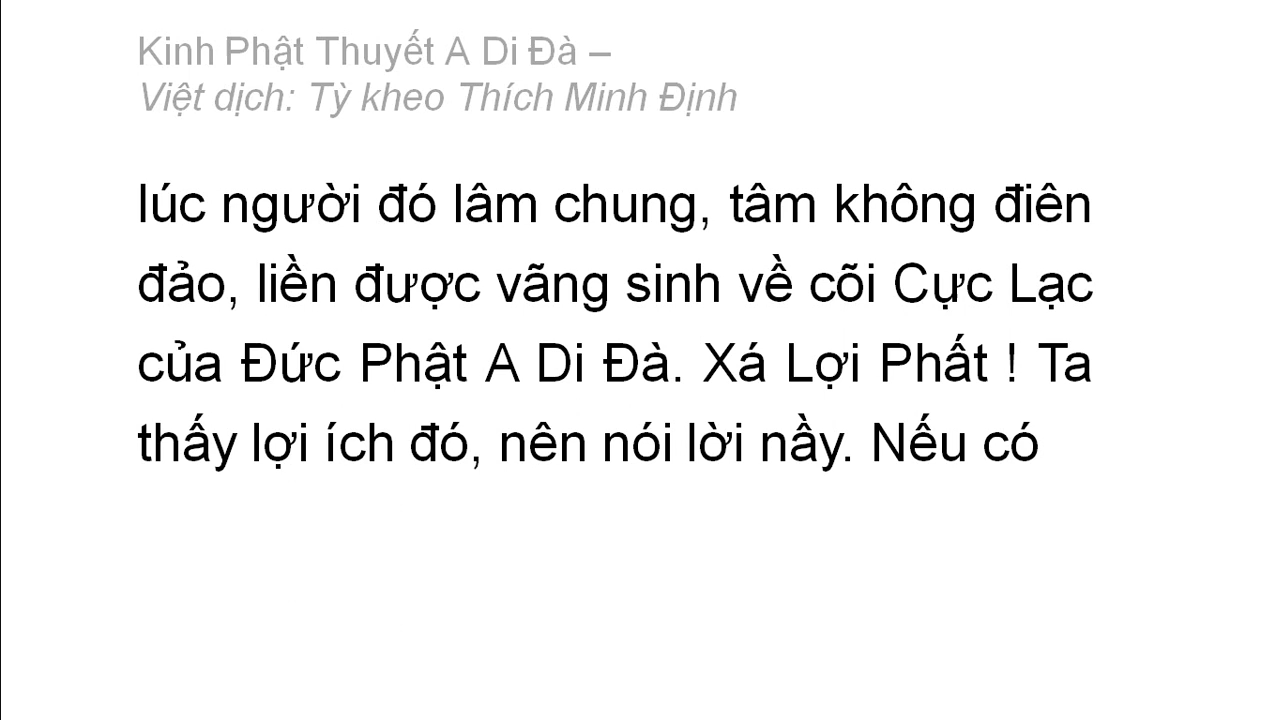 Kinh Phật Thuyết A Di Đà –
Việt dịch: Tỳ kheo Thích Minh Định
lúc người đó lâm chung, tâm không điên
đảo, liền được vãng sinh về cõi Cực Lạc
của Đức Phật A Di Đà. Xá Lợi Phất ! Ta
thấy lợi ích đó, nên nói lời nầy. Nếu có